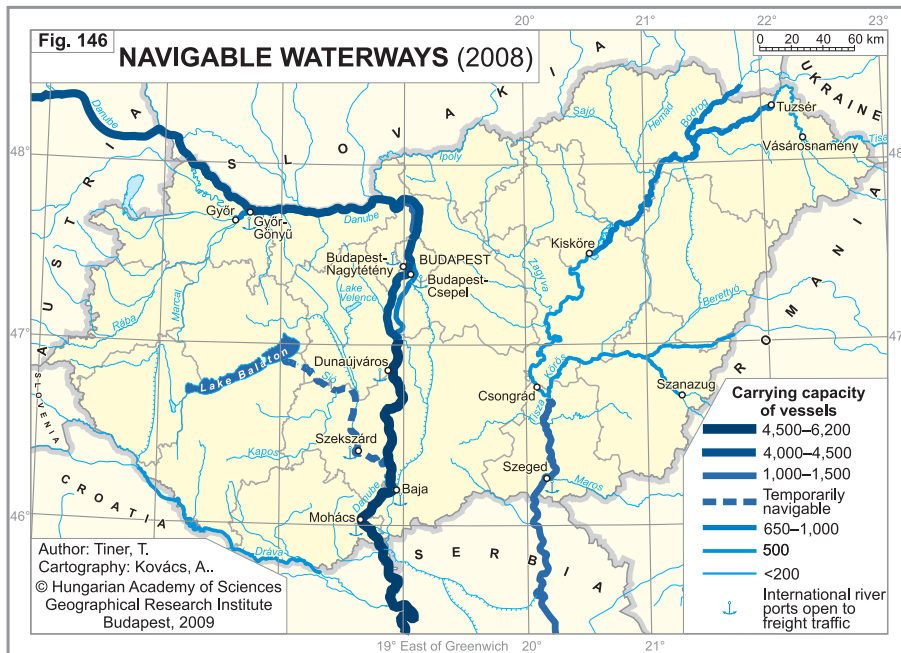 Fig. 146
NAVIGABLE WATERWAYS (2008)
20°
21°
22°
23°
0 20 40 60 km
UKRAINE
SLOVAKIA
AUSTRIA
Danube
Sajó
Hernád
Bodrog
Tuzsér
Vásárosnamény
Tisa
48°
48°
Ipoly
Győr
Győr-
Gönyű
Danube
Kisköre
Budapest-
Nagytétény
BUDAPEST
Budapest-
Csepel
Lake
Velence
Zagyva
Berettyó
ROMANIA
Marcal
Rába
47°
47°
Lake Balaton
Dunaújváros
Sió
Körös
Csongrád
Tisza
Szanazug
SLOVENIA
Szekszárd
Kapos
Szeged
Maros
Danube
Baja
Mohács
46°
CROATIA
Dráva
SERBIA
Carrying capacity
of vessels
4,500–6,200
4,000–4,500
1,000–1,500
Temporarily
navigable
650–1,000
500
<200
International river
ports open to
freight traffic
Author: Tiner, T.
Cartography: Kovács, A..
© Hungarian Academy of Sciences
Geographical Research Institute
Budapest, 2009
19° East of Greenwich
20°
21°